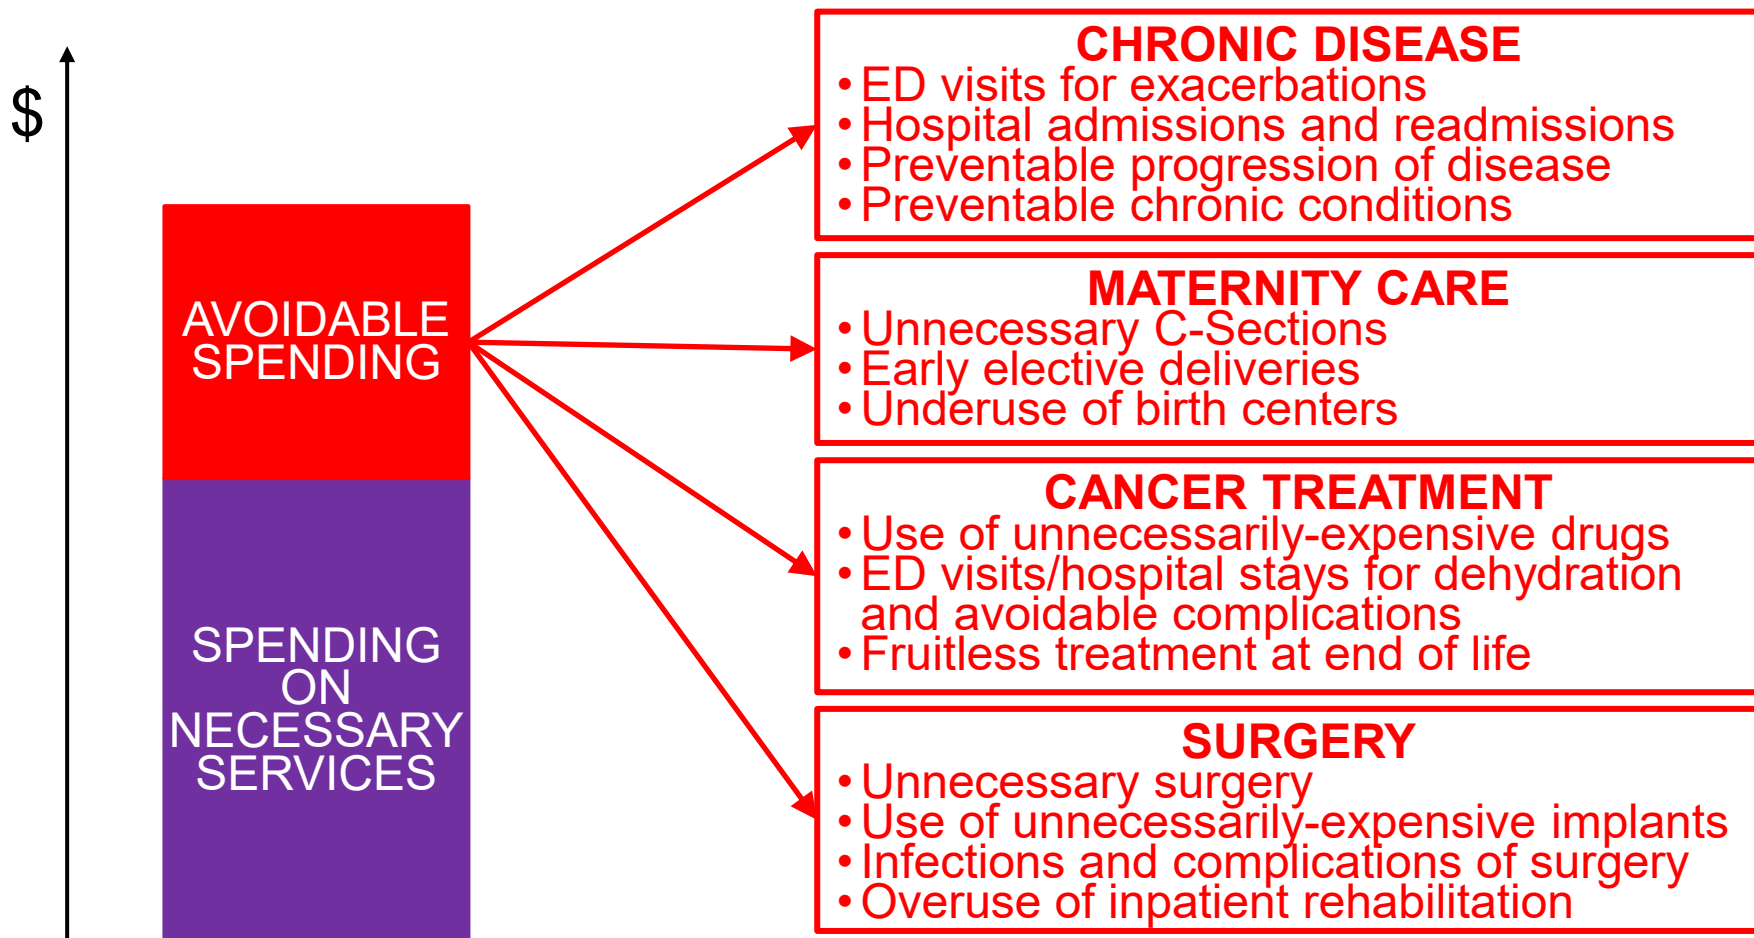 $
AVOIDABLE
SPENDING
SPENDING
ON
NECESSARY
SERVICES
CHRONIC DISEASE
•ED visits for exacerbations
•Hospital admissions and readmissions
•Preventable progression of disease
•Preventable chronic conditions
MATERNITY CARE
•Unnecessary C-Sections
•Early elective deliveries
•Underuse of birth centers
CANCER TREATMENT
•Use of unnecessarily-expensive drugs
•ED visits/hospital stays for dehydration
and avoidable complications
•Fruitless treatment at end of life
SURGERY
•Unnecessary surgery
•Use of unnecessarily-expensive implants
•Infections and complications of surgery
•Overuse of inpatient rehabilitation